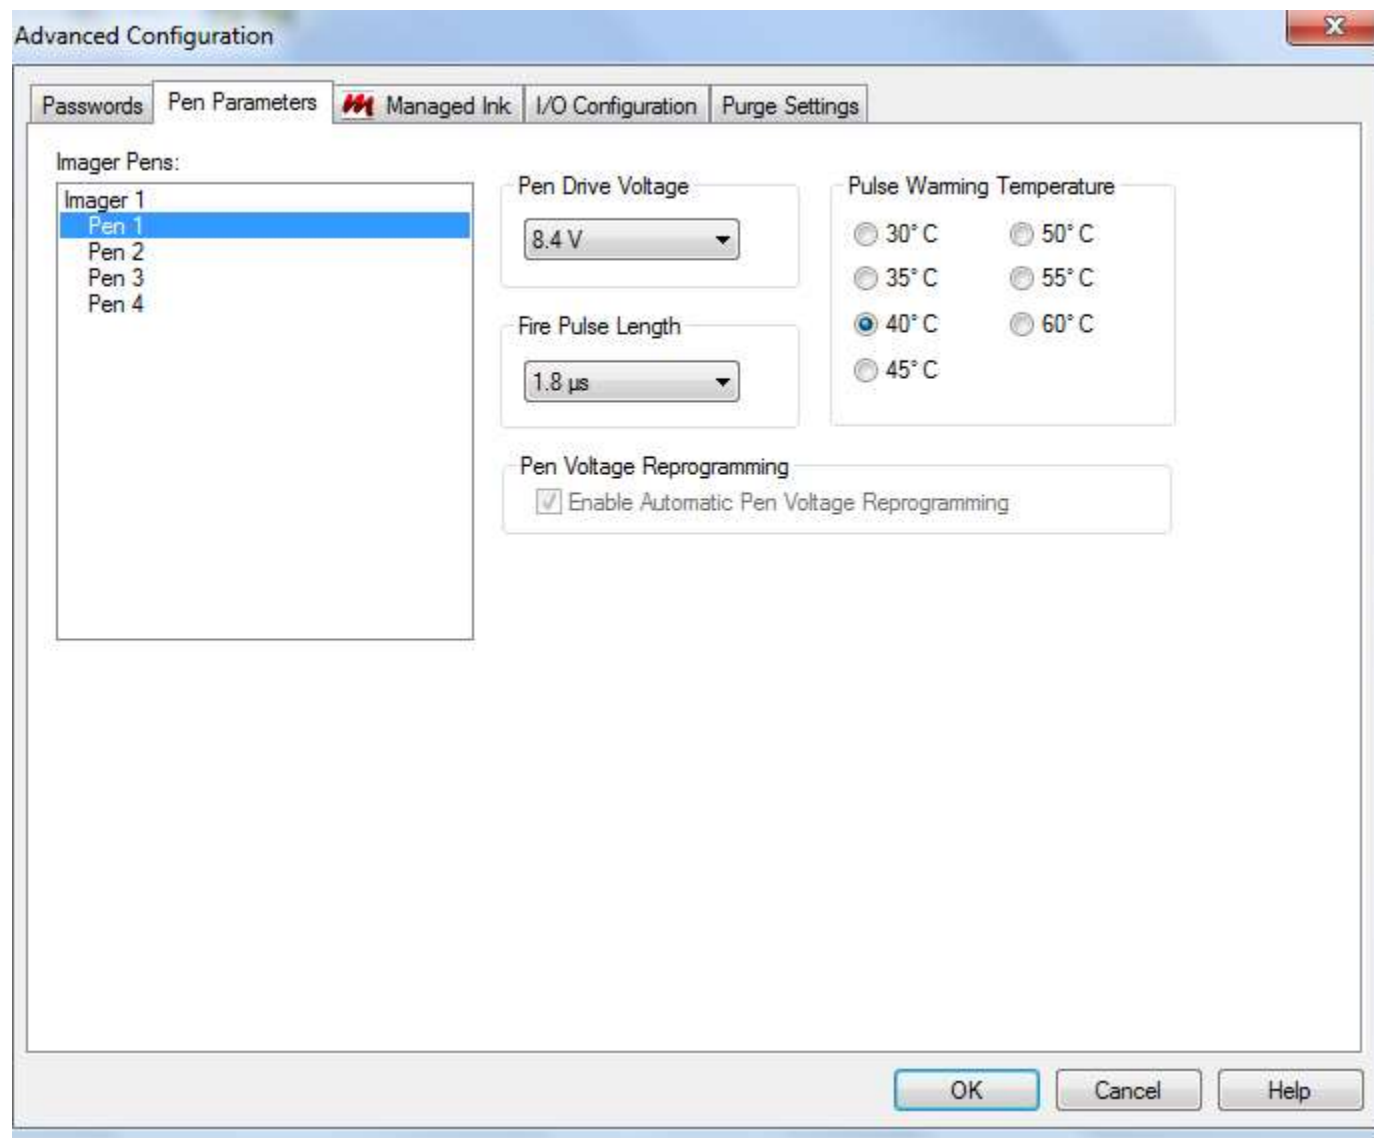 Advanced Configuration
Passwords Pen Parameters Managed Ink I/O Configuration Purge Settings
Imager Pens:
Imager 1
Pen 1
Pen 2
Pen 3
Pen 4
Pen Drive Voltage
8.4 V
Fire Pulse Length
1.8 µs
Pulse Warming Temperature
30° C 50° C
35° C 55° C
40° C 60° C
45° C
Pen Voltage Reprogramming
Enable Automatic Pen Voltage Reprogramming
OK Cancel Help